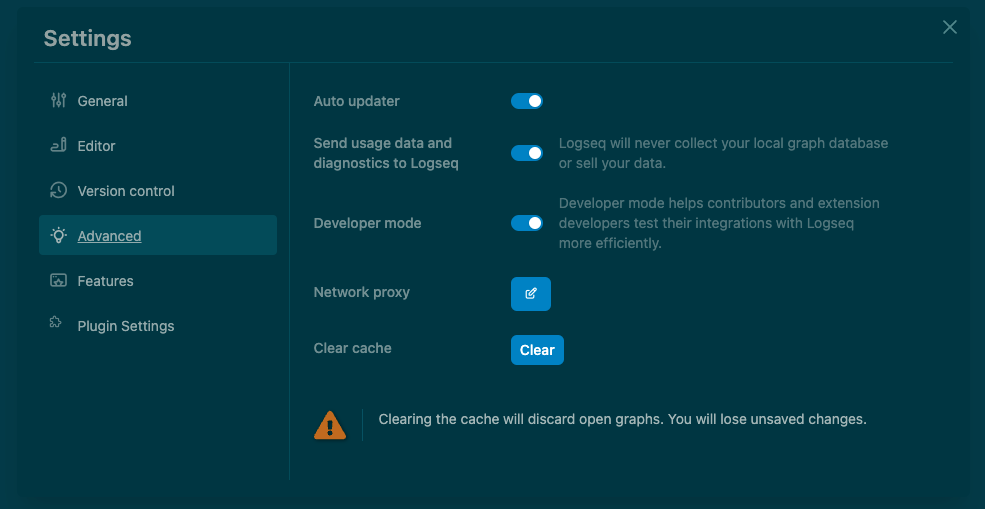 Settings
General
Editor
Version control
Advanced
Features
Plugin Settings
Auto updater
Send usage data and
diagnostics to Logseq
Logseq will never collect your local graph database
or sell your data.
Developer mode
Developer mode helps contributors and extension
developers test their integrations with Logseq
more efficiently.
Network proxy
Clear cache
Clear
Clearing the cache will discard open graphs. You will lose unsaved changes.